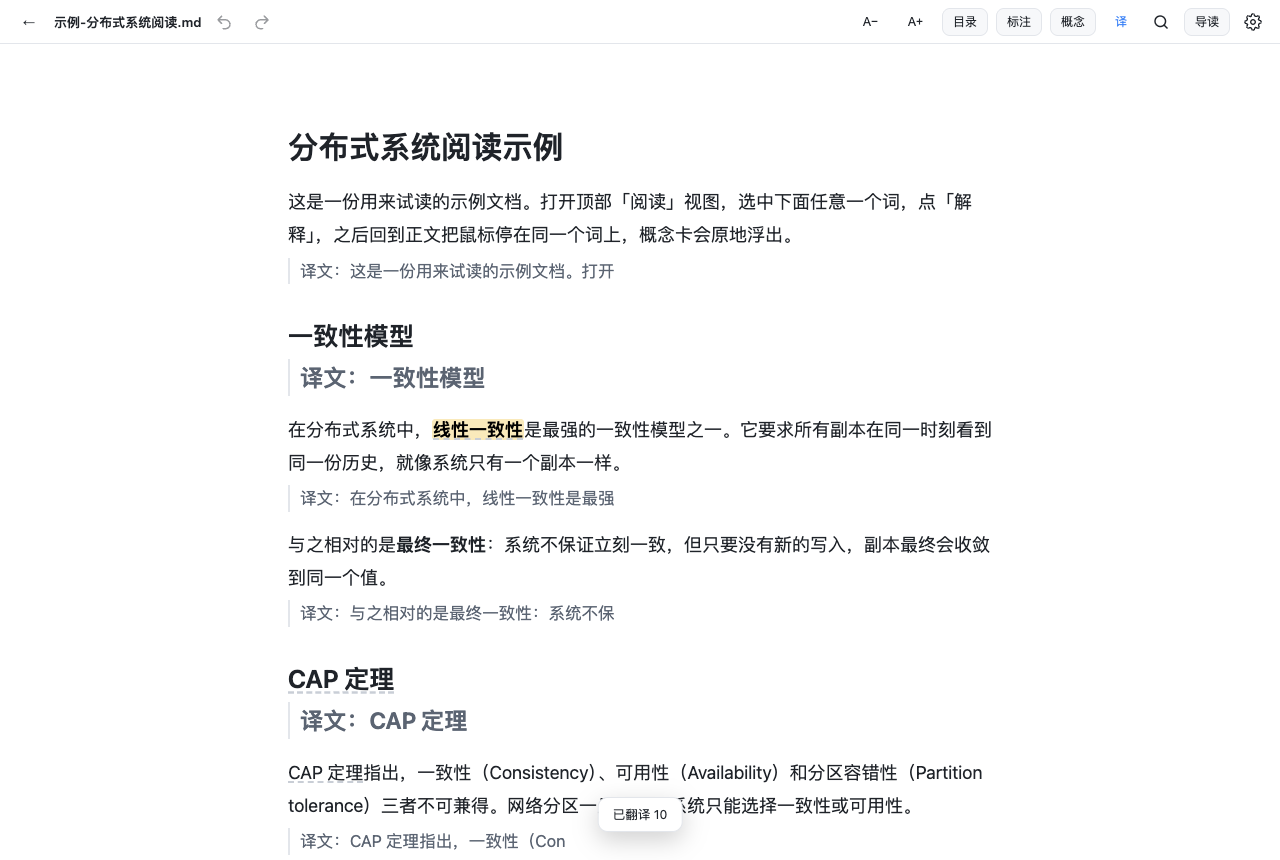 ← 示例-分布式系统阅读.md A− A+ 目录 标注 概念 译 导读
分布式系统阅读示例
这是一份用来试读的示例文档。打开顶部「阅读」视图，选中下面任意一个词，点「解
释」，之后回到正文把鼠标停在同一个词上，概念卡会原地浮出。
译文：这是一份用来试读的示例文档。打开
一致性模型
译文：一致性模型
在分布式系统中，线性一致性是最强的一致性模型之一。它要求所有副本在同一时刻看到
同一份历史，就像系统只有一个副本一样。
译文：在分布式系统中，线性一致性是最强
与之相对的是最终一致性：系统不保证立刻一致，但只要没有新的写入，副本最终会收敛
到同一个值。
译文：与之相对的是最终一致性：系统不保
CAP 定理
译文：CAP 定理
CAP 定理指出，一致性（Consistency）、可用性（Availability）和分区容错性（Partition
tolerance）三者不可兼得。网络分区一 系统只能选择一致性或可用性。
已翻译 10
译文：CAP 定理指出，一致性（Con